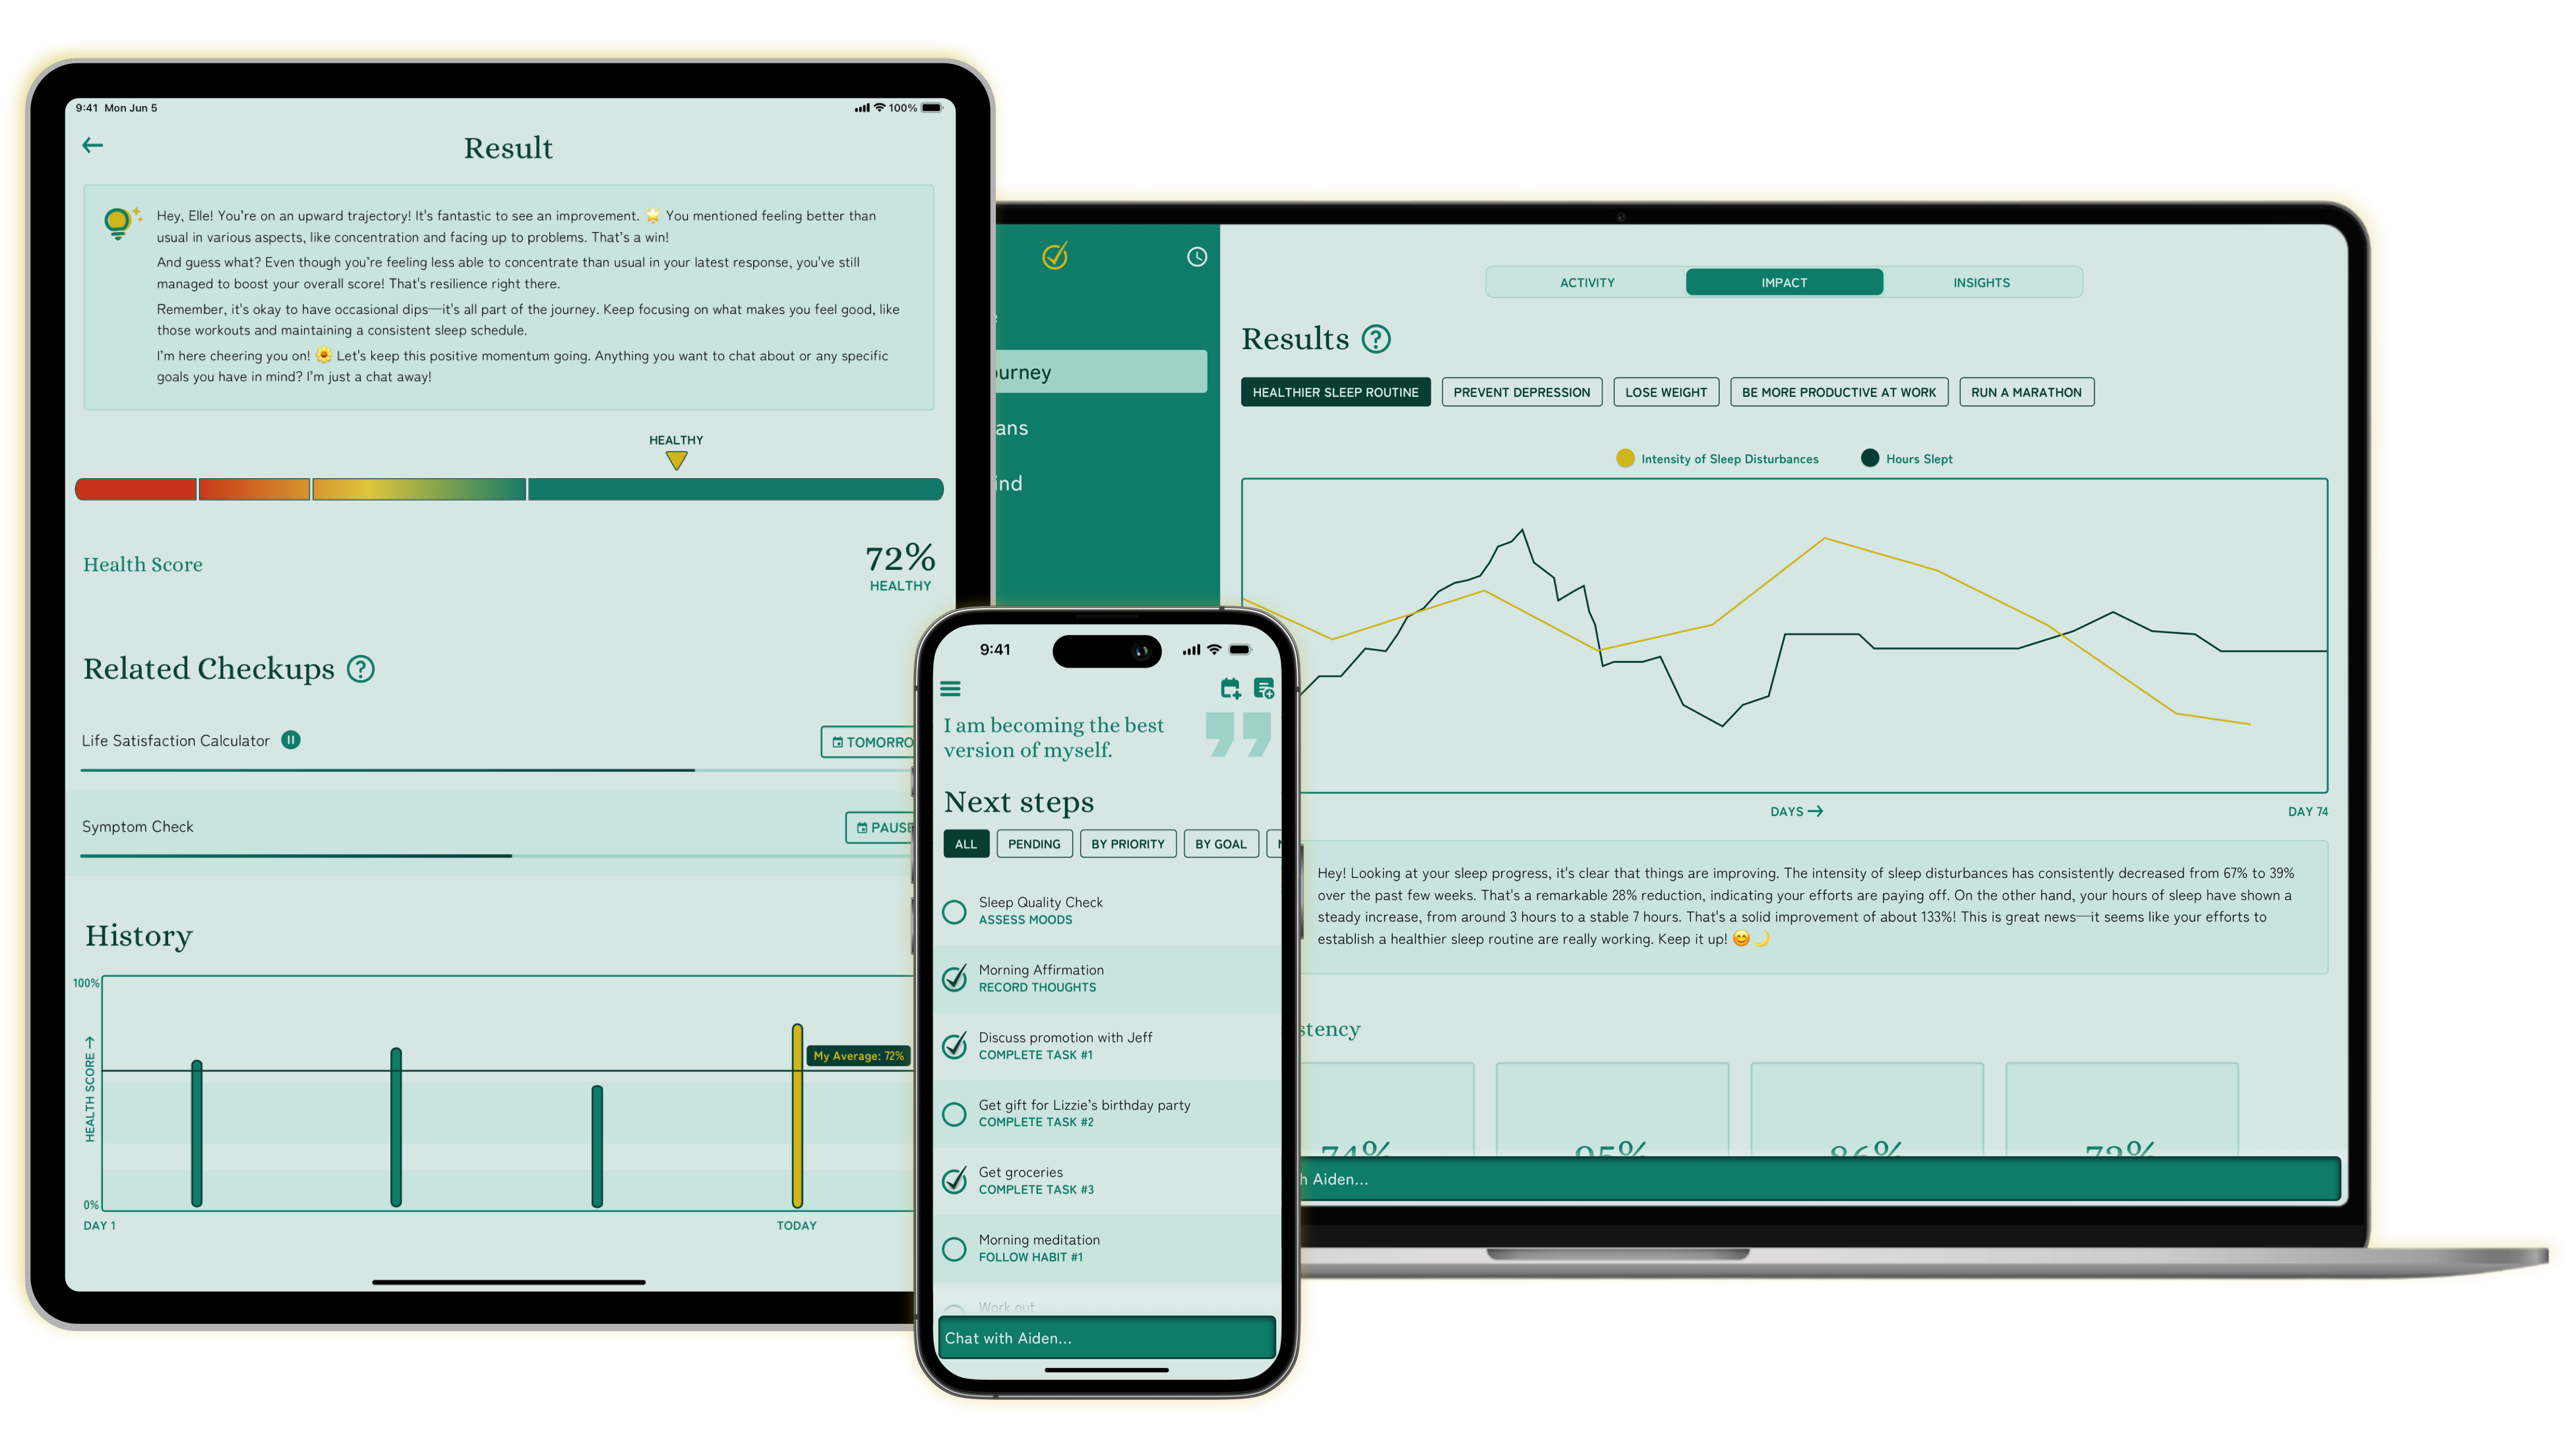 9:41 Mon Jun 5
100%
Result
Hey, Elle! You're on an upward trajectory! It's fantastic to see an improvement. 🌟 You mentioned feeling better than
usual in various aspects, like concentration and facing up to problems. That's a win!
And guess what? Even though you're feeling less able to concentrate than usual in your latest response, you've still
managed to boost your overall score! That's resilience right there.
Remember, it's okay to have occasional dips—it's all part of the journey. Keep focusing on what makes you feel good, like
those workouts and maintaining a consistent sleep schedule.
I'm here cheering you on! 🌼 Let's keep this positive momentum going. Anything you want to chat about or any specific
goals you have in mind? I'm just a chat away!
HEALTHY
Health Score
72%
HEALTHY
Related Checkups
Life Satisfaction Calculator
TOMORRO
Symptom Check
PAUSE
History
100%
HEALTH SCORE →
0%
My Average: 72%
DAY 1
TODAY
9:41
I am becoming the best
version of myself.
Next steps
ALL
PENDING
BY PRIORITY
BY GOAL
Sleep Quality Check
ASSESS MOODS
Morning Affirmation
RECORD THOUGHTS
Discuss promotion with Jeff
COMPLETE TASK #1
Get gift for Lizzie's birthday party
COMPLETE TASK #2
Get groceries
COMPLETE TASK #3
Morning meditation
FOLLOW HABIT #1
Work out
Chat with Aiden...
urney
ans
ind
ACTIVITY
IMPACT
INSIGHTS
Results
HEALTHIER SLEEP ROUTINE
PREVENT DEPRESSION
LOSE WEIGHT
BE MORE PRODUCTIVE AT WORK
RUN A MARATHON
Intensity of Sleep Disturbances
Hours Slept
DAYS →
DAY 74
Hey! Looking at your sleep progress, it's clear that things are improving. The intensity of sleep disturbances has consistently decreased from 67% to 39%
over the past few weeks. That's a remarkable 28% reduction, indicating your efforts are paying off. On the other hand, your hours of sleep have shown a
steady increase, from around 3 hours to a stable 7 hours. That's a solid improvement of about 133%! This is great news—it seems like your efforts to
establish a healthier sleep routine are really working. Keep it up! 😊🌙
stency
74%
h Aiden...